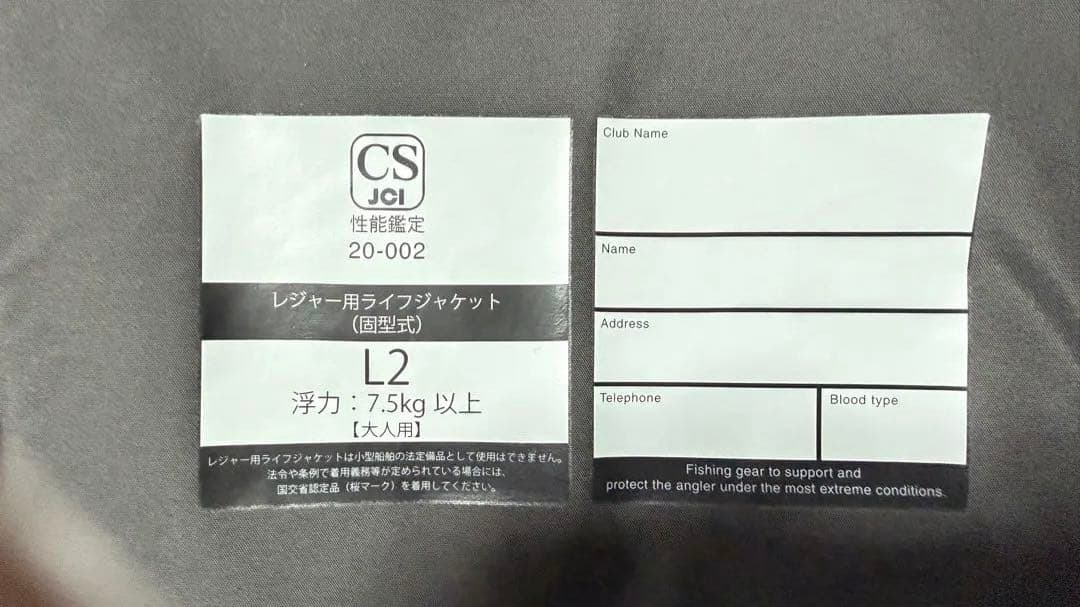 CS
JCI
性能鑑定
20-002
レジャー用ライフジャケット
(固型式)
L2
浮力：7.5kg 以上
【大人用】
レジャー用ライフジャケットは小型船舶の法定備品として使用はできません。
法令や条例で着用義務等が定められている場合には、
国交省認定品（桜マーク）を着用してください。
Club Name
Name
Address
Telephone
Blood type
Fishing gear to support and
protect the angler under the most extreme conditions.